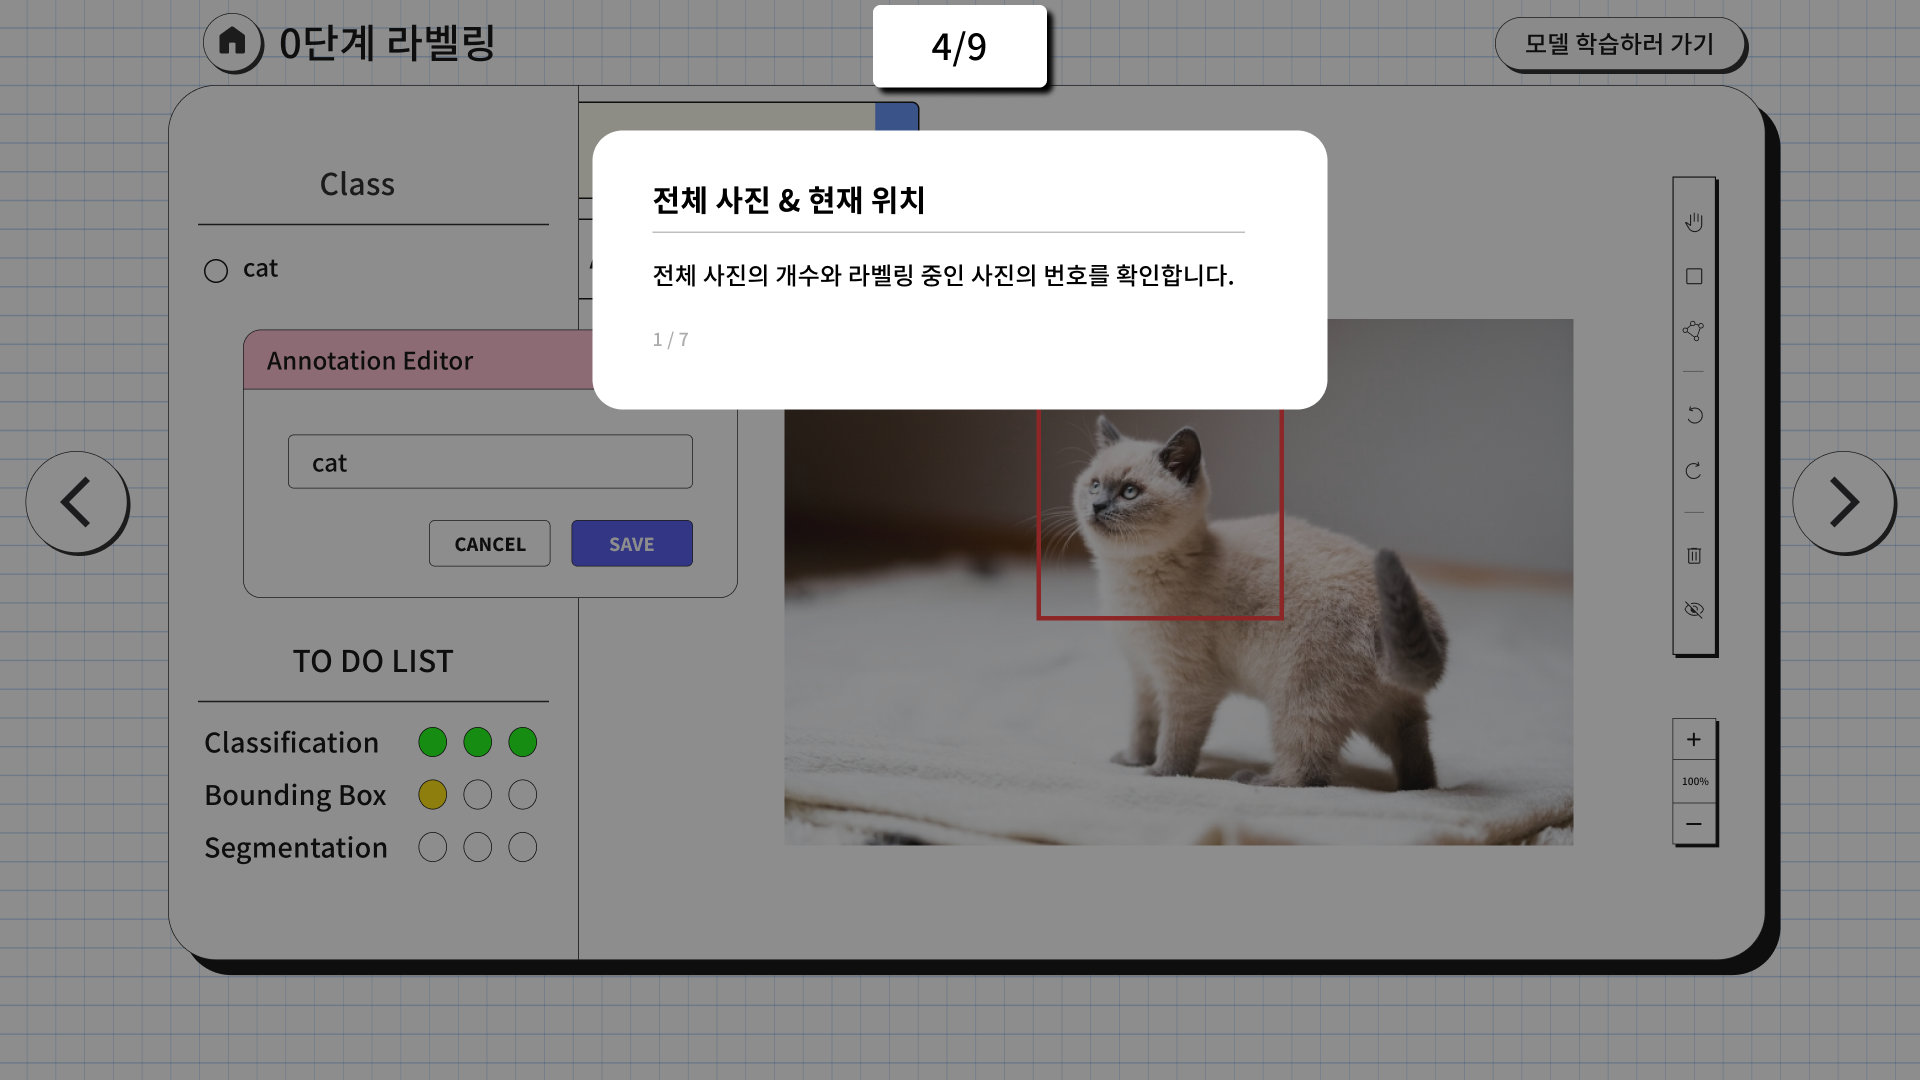 0단계 라벨링
4/9
모델 학습하러 가기
전체 사진 & 현재 위치
전체 사진의 개수와 라벨링 중인 사진의 번호를 확인합니다.
1 / 7
Class
cat
Annotation Editor
cat
CANCEL
SAVE
TO DO LIST
Classification
Bounding Box
Segmentation
100%